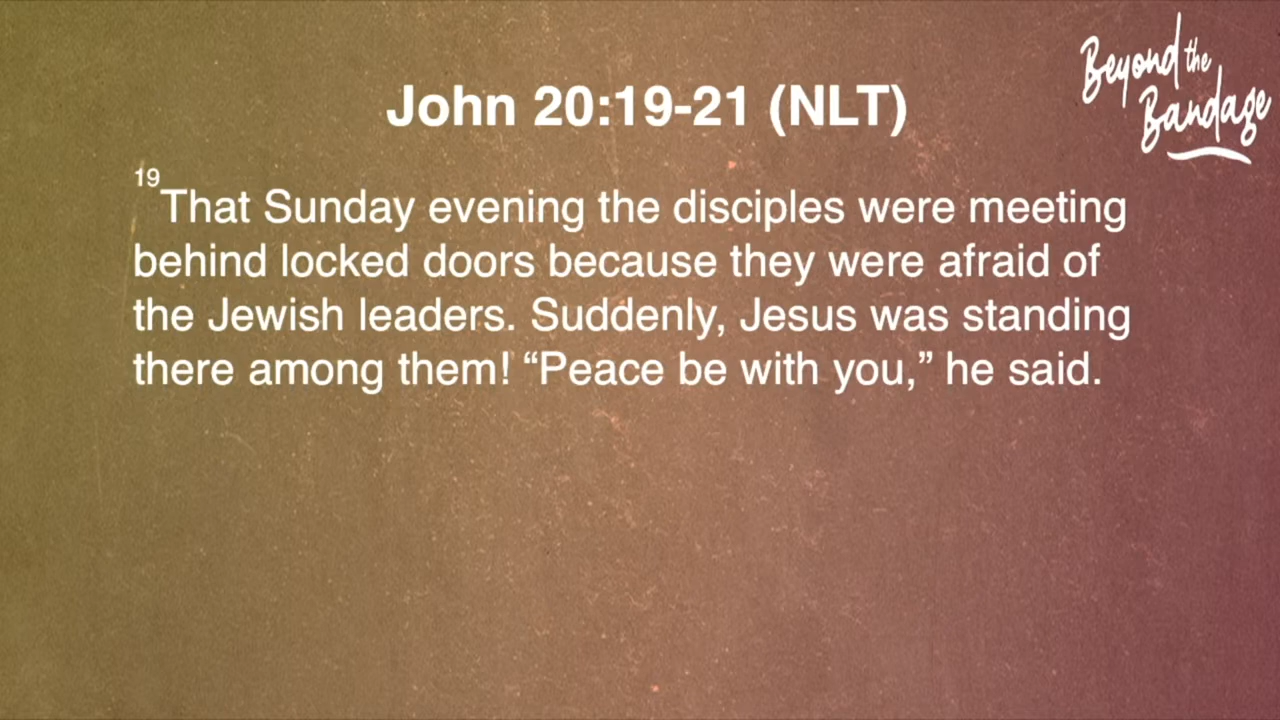 Beyond the
Bandage
John 20:19-21 (NLT)
19That Sunday evening the disciples were meeting
behind locked doors because they were afraid of
the Jewish leaders. Suddenly, Jesus was standing
there among them! “Peace be with you,” he said.